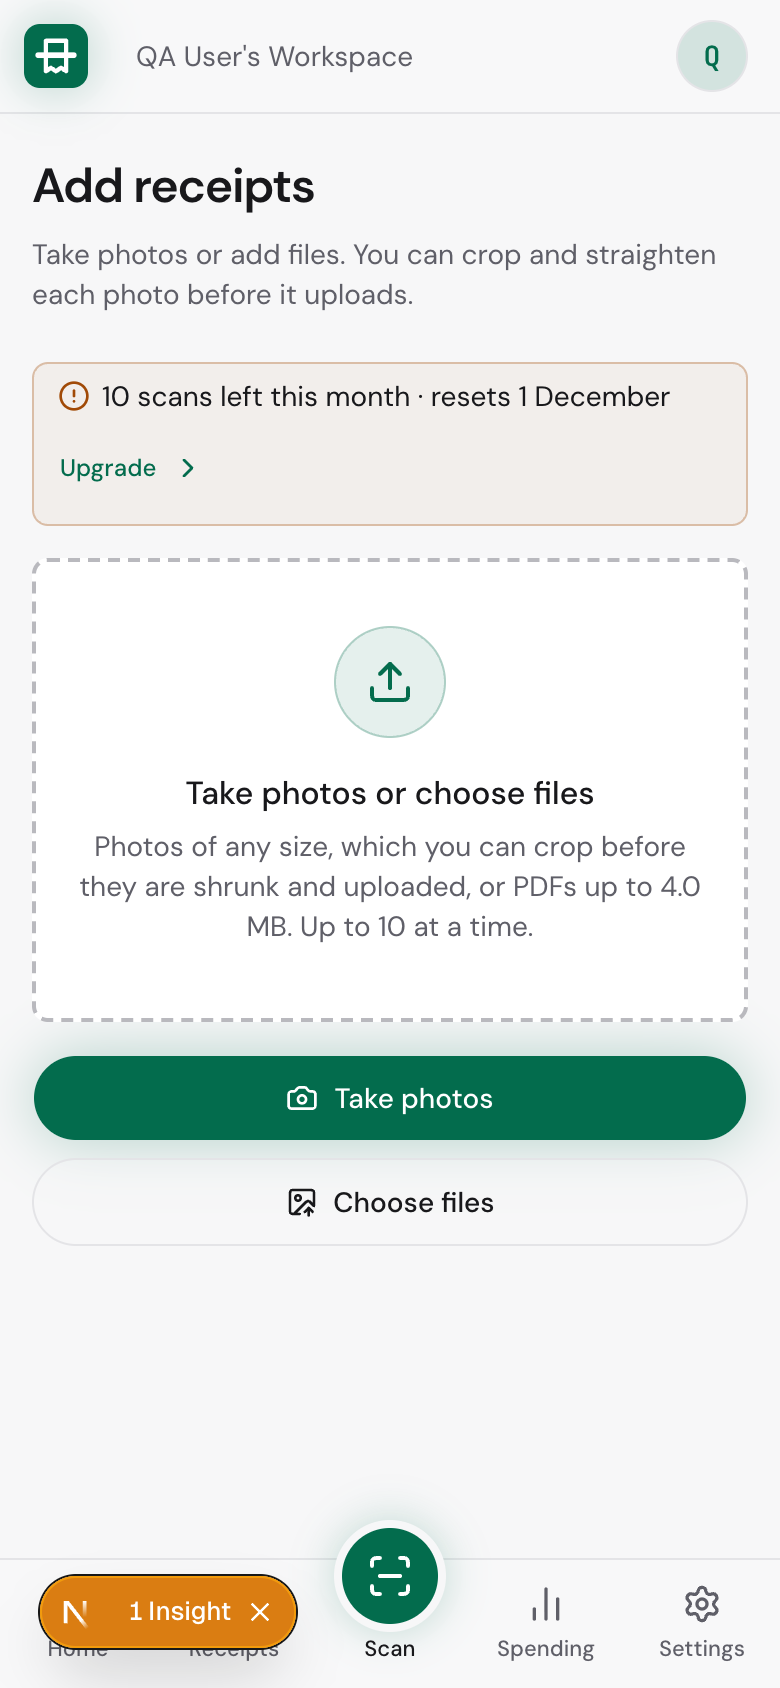 QA User's Workspace
Q
Add receipts
Take photos or add files. You can crop and straighten
each photo before it uploads.
10 scans left this month · resets 1 December
Upgrade
Take photos or choose files
Photos of any size, which you can crop before
they are shrunk and uploaded, or PDFs up to 4.0
MB. Up to 10 at a time.
Take photos
Choose files
N 1 Insight
Home Receipts Scan Spending Settings